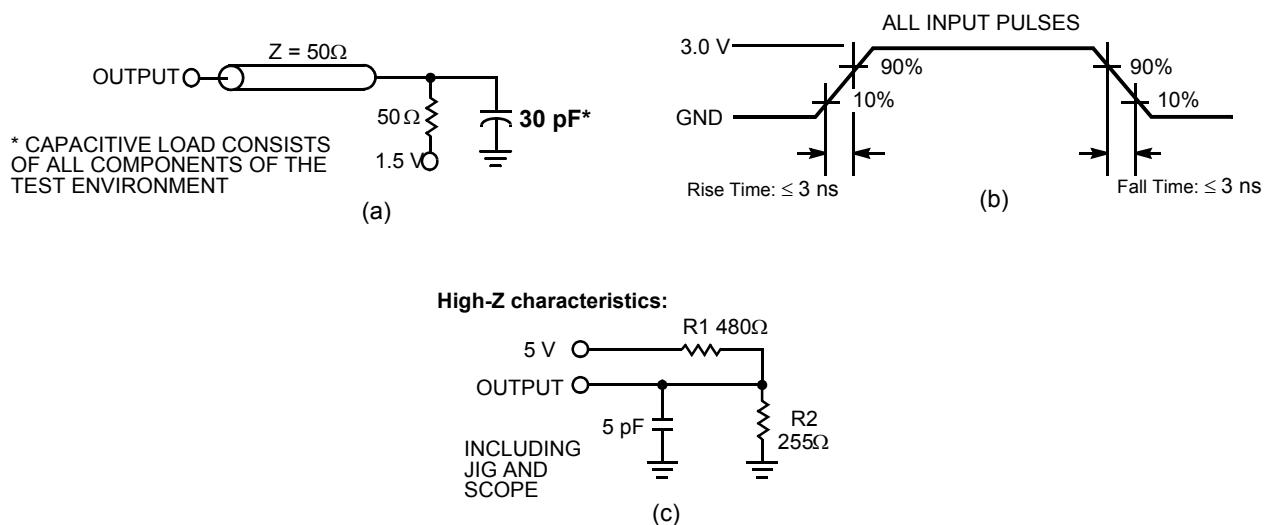 Z = 50Ω
OUTPUT
50Ω
30 pF*
1.5 V
* CAPACITIVE LOAD CONSISTS
OF ALL COMPONENTS OF THE
TEST ENVIRONMENT
(a)
ALL INPUT PULSES
3.0 V
90%
10%
GND
90%
10%
Rise Time: ≤ 3 ns
Fall Time: ≤ 3 ns
(b)
High-Z characteristics:
R1 480Ω
5 V
OUTPUT
5 pF
R2
255Ω
INCLUDING
JIG AND
SCOPE
(c)